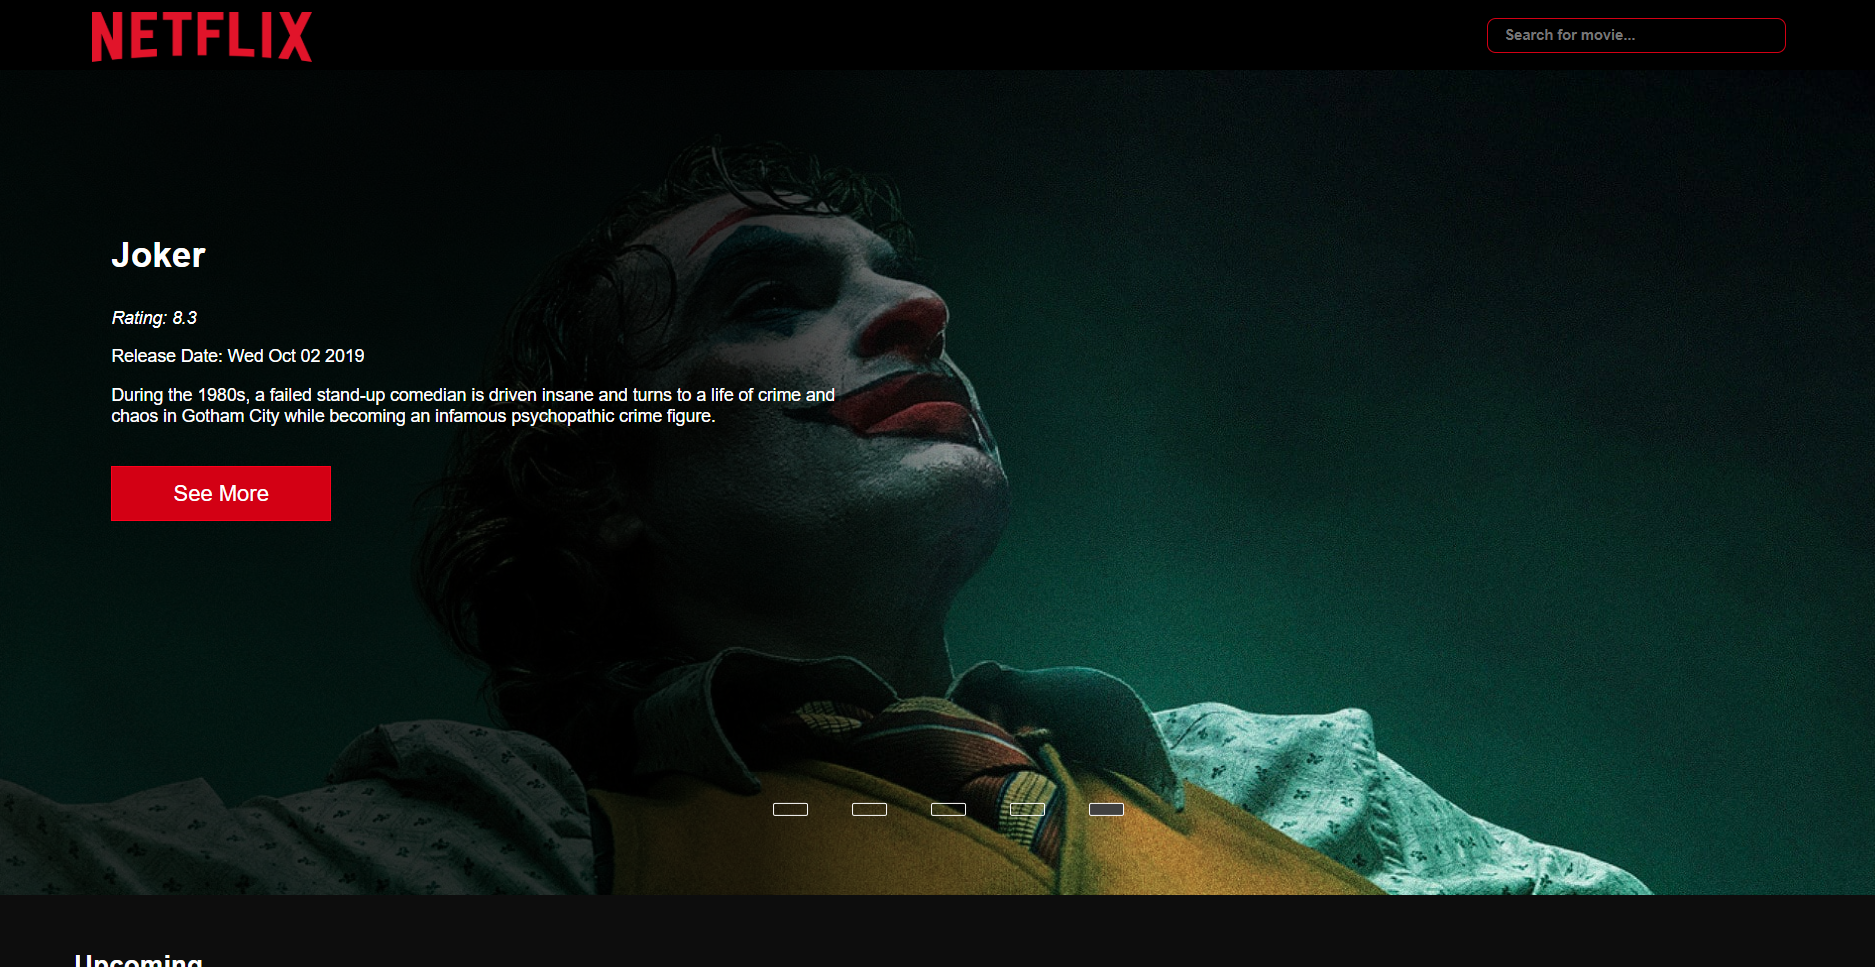 NETFLIX
Search for movie...
Joker
Rating: 8.3
Release Date: Wed Oct 02 2019
During the 1980s, a failed stand-up comedian is driven insane and turns to a life of crime and
chaos in Gotham City while becoming an infamous psychopathic crime figure.
See More
Upcoming